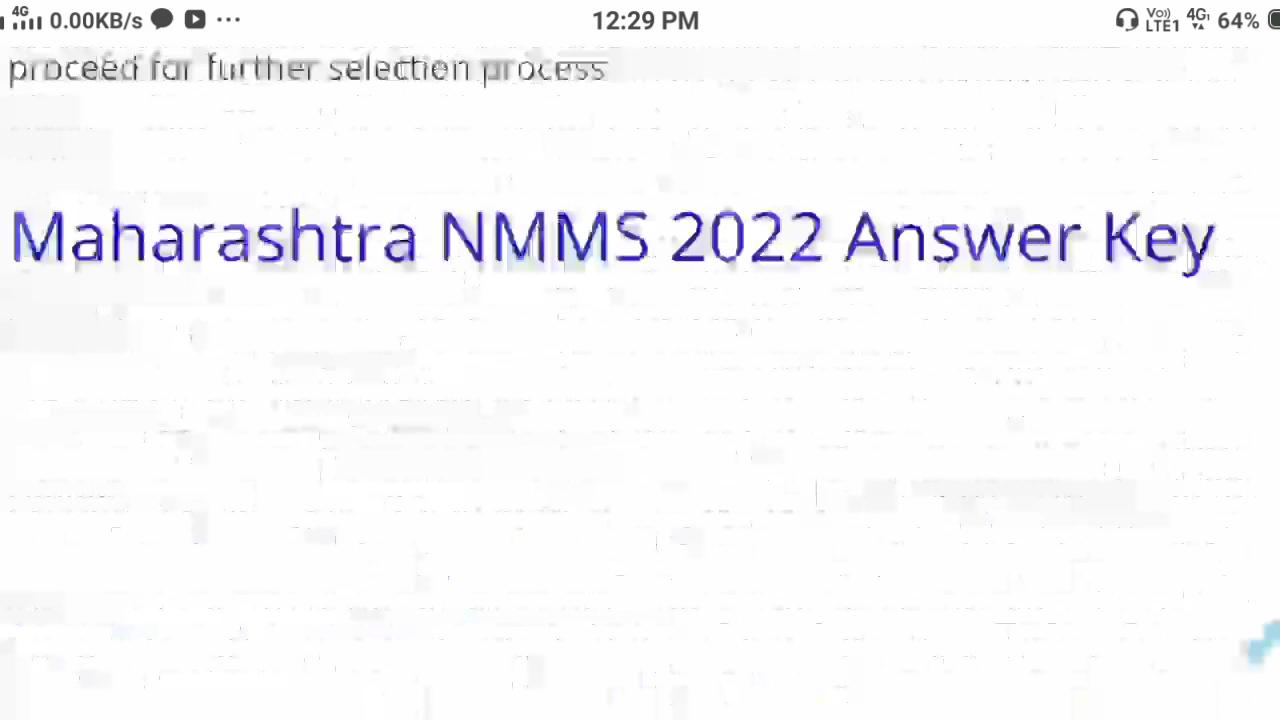 4G 0.00KB/s ... 12:29 PM Vo)) LTE1 4G 64%
proceed for further selection process
Maharashtra NMMS 2022 Answer Key